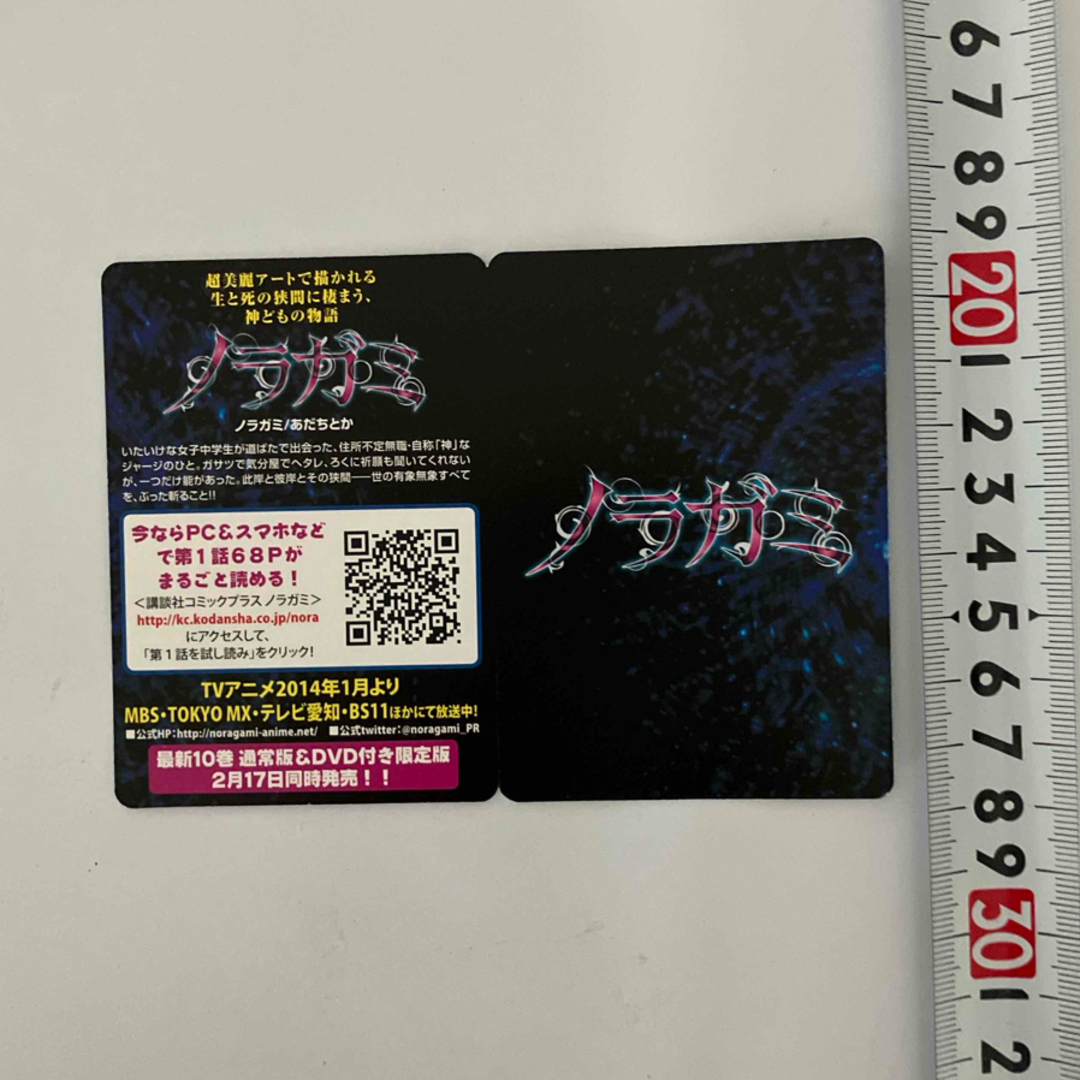 超美麗アートで描かれる
生と死の狭間に棲まう、
神どもの物語
ノラガミ
ノラガミ/あだちとか
いたいけな女子中学生が道ばたで出会った、住所不定無職・自称「神」な
ジャージのひと。ガサツで気分屋でヘタレ、ろくに祈願も聞いてくれない
が、一つだけ能があった。此岸と彼岸とその狭間――世の有象無象すべて
を、ぶった斬ること!!
今ならPC&スマホなど
で第1話68Pが
まるごと読める!
<講談社コミックプラス ノラガミ>
http://kc.kodansha.co.jp/nora
にアクセスして、
「第1話を試し読み」をクリック!
TVアニメ2014年1月より
MBS・TOKYO MX・テレビ愛知・BS11ほかにて放送中!
■公式HP:http://noragami-anime.net/ ■公式twitter:@noragami_PR
最新10巻 通常版&DVD付き限定版
2月17日同時発売!!
ノラガミ
6
7
8
9
20
1
2
3
4
5
6
7
8
9
30
1
2